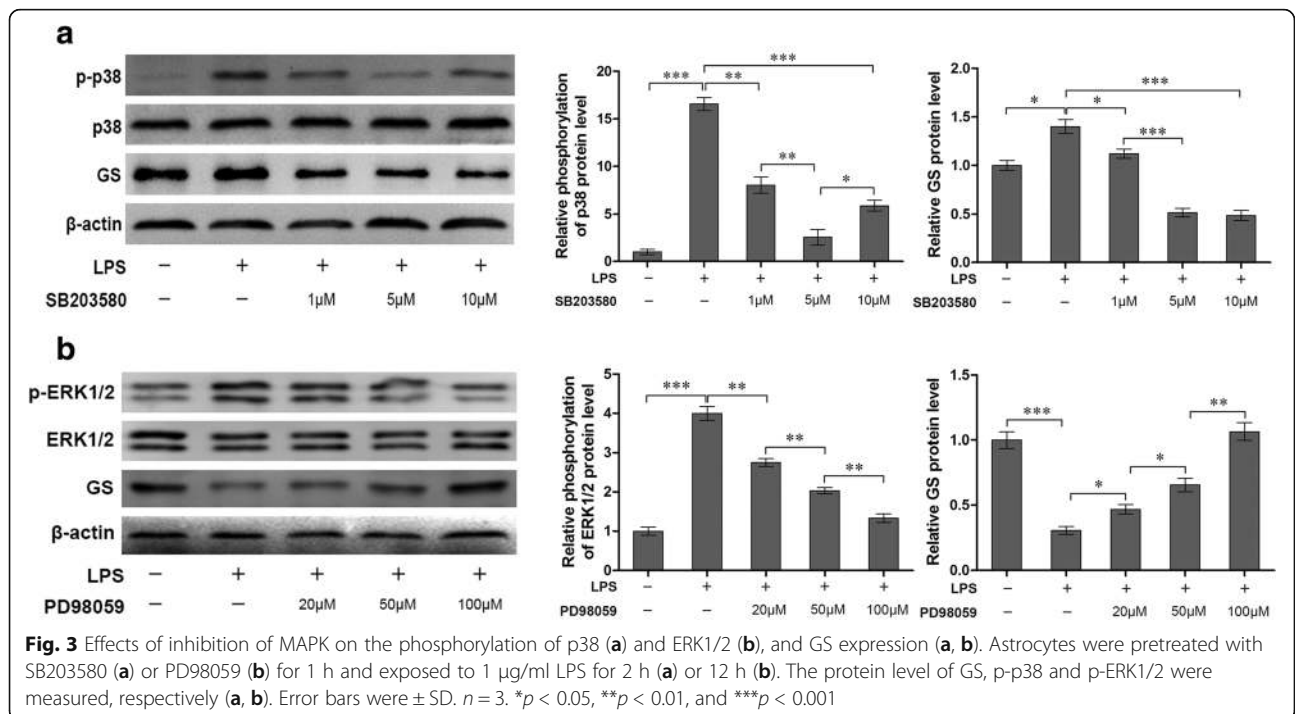 a
p-p38
p38
GS
β-actin
LPS − + + + +
SB203580 − − 1μM 5μM 10μM
Relative phosphorylation
of p38 protein level
20
15
10
5
0
*** ** *** ** *
LPS − + + + +
SB203580 − − 1μM 5μM 10μM
Relative GS protein level
2.0
1.5
1.0
0.5
0.0
* * *** ***
LPS − + + + +
SB203580 − − 1μM 5μM 10μM
b
p-ERK1/2
ERK1/2
GS
β-actin
LPS − + + + +
PD98059 − − 20μM 50μM 100μM
Relative phosphorylation
of ERK1/2 protein level
5
4
3
2
1
0
*** ** ** **
LPS − + + + +
PD98059 − − 20μM 50μM 100μM
Relative GS protein level
1.5
1.0
0.5
0.0
*** * * **
LPS − + + + +
PD98059 − − 20μM 50μM 100μM
Fig. 3 Effects of inhibition of MAPK on the phosphorylation of p38 (a) and ERK1/2 (b), and GS expression (a, b). Astrocytes were pretreated with
SB203580 (a) or PD98059 (b) for 1 h and exposed to 1 μg/ml LPS for 2 h (a) or 12 h (b). The protein level of GS, p-p38 and p-ERK1/2 were
measured, respectively (a, b). Error bars were ± SD. n = 3. *p < 0.05, **p < 0.01, and ***p < 0.001